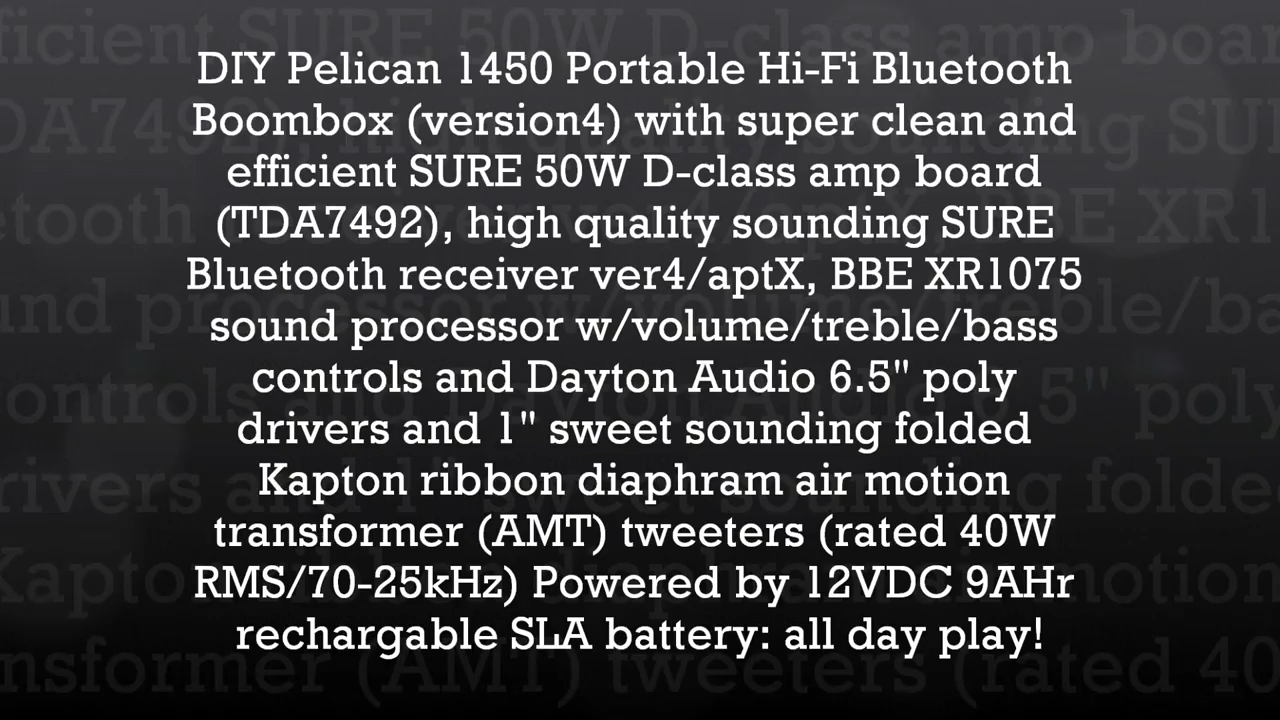 DIY Pelican 1450 Portable Hi-Fi Bluetooth
Boombox (version4) with super clean and
efficient SURE 50W D-class amp board
(TDA7492), high quality sounding SURE
Bluetooth receiver ver4/aptX, BBE XR1075
sound processor w/volume/treble/bass
controls and Dayton Audio 6.5" poly
drivers and 1" sweet sounding folded
Kapton ribbon diaphram air motion
transformer (AMT) tweeters (rated 40W
RMS/70-25kHz) Powered by 12VDC 9AHr
rechargable SLA battery: all day play!